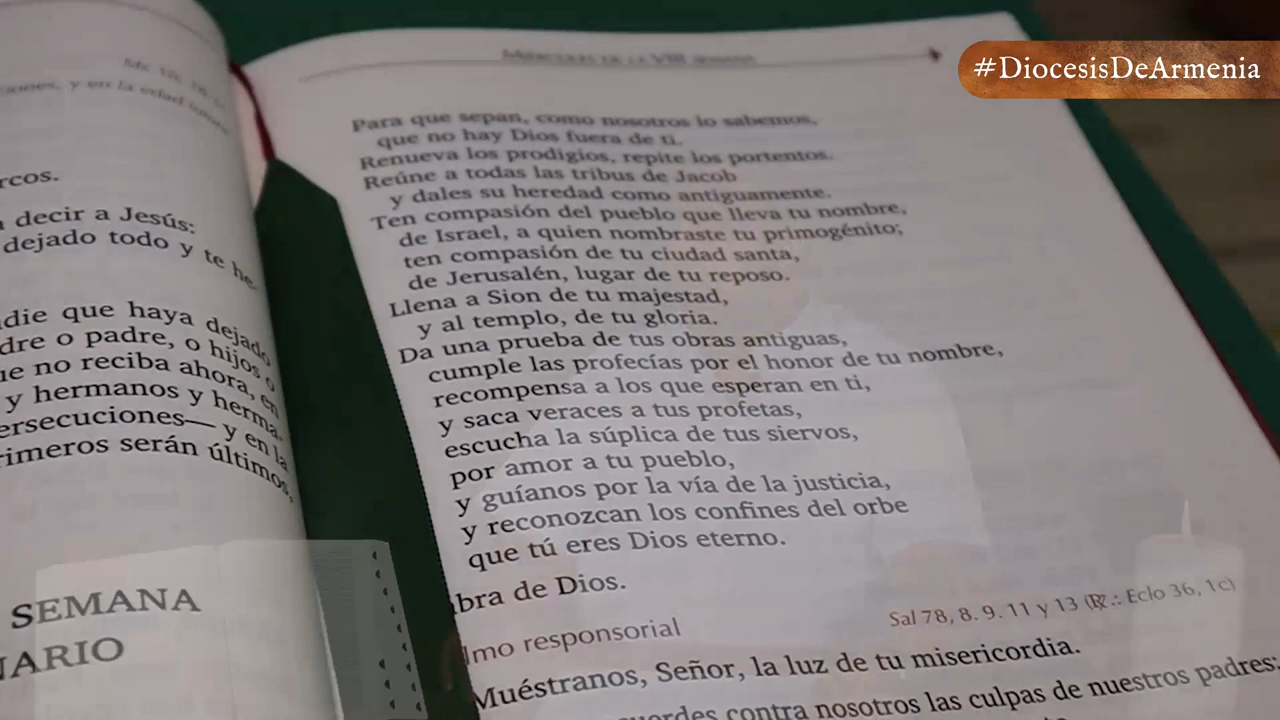 #DiocesisDeArmenia
rcos.
decir a Jesús:
dejado todo y te he-
die que haya dejado
dre o padre, o hijos o
ue no reciba ahora, en
y hermanos y herma-
ersecuciones— y en la
rimeros serán últimos,
SEMANA
ARIO
Para que sepan, como nosotros lo sabemos,
que no hay Dios fuera de ti.
Renueva los prodigios, repite los portentos.
Reúne a todas las tribus de Jacob
y dales su heredad como antiguamente.
Ten compasión del pueblo que lleva tu nombre,
de Israel, a quien nombraste tu primogénito;
ten compasión de tu ciudad santa,
de Jerusalén, lugar de tu reposo.
Llena a Sion de tu majestad,
y al templo, de tu gloria.
Da una prueba de tus obras antiguas,
cumple las profecías por el honor de tu nombre,
recompensa a los que esperan en ti,
y saca veraces a tus profetas,
escucha la súplica de tus siervos,
por amor a tu pueblo,
y guíanos por la vía de la justicia,
y reconozcan los confines del orbe
que tú eres Dios eterno.
bra de Dios.
lmo responsorial
Sal 78, 8. 9. 11 y 13 (℟.: Eclo 36, 1c)
Muéstranos, Señor, la luz de tu misericordia.
uerdes contra nosotros las culpas de nuestros padres: